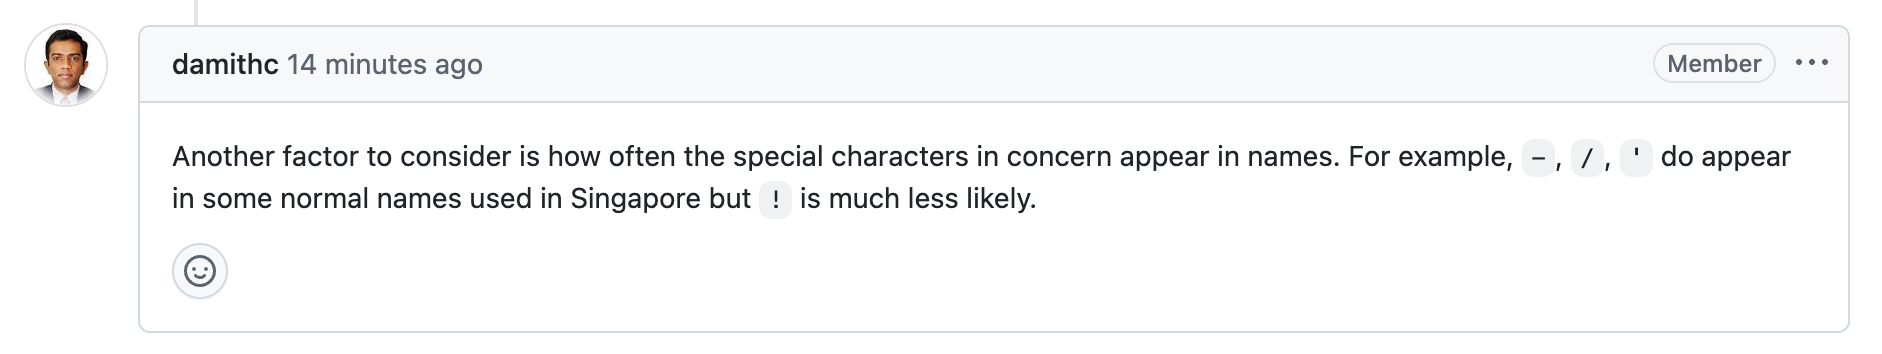 damithc 14 minutes ago
Member
Another factor to consider is how often the special characters in concern appear in names. For example, -, /, ' do appear
in some normal names used in Singapore but ! is much less likely.